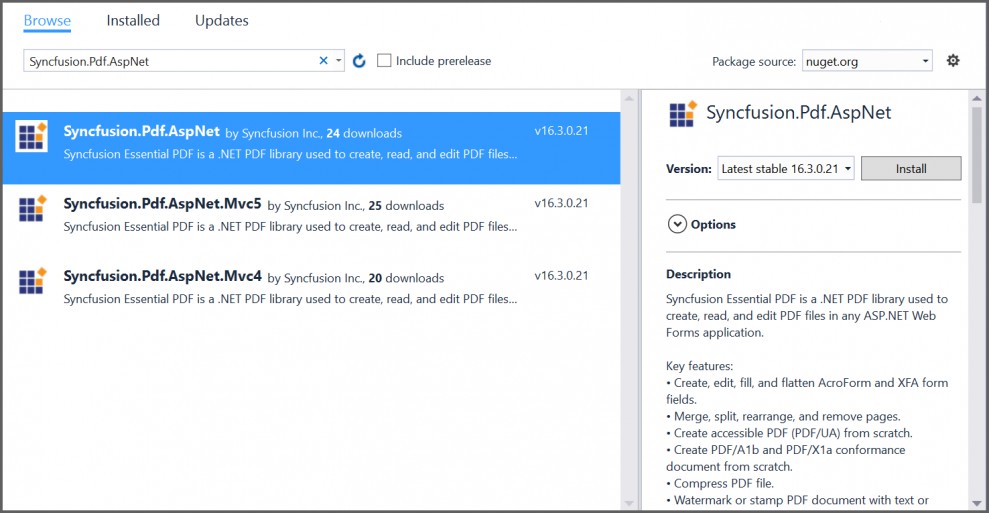 Browse Installed Updates
Syncfusion.Pdf.AspNet Include prerelease Package source: nuget.org
Syncfusion.Pdf.AspNet by Syncfusion Inc., 24 downloads v16.3.0.21
Syncfusion Essential PDF is a .NET PDF library used to create, read, and edit PDF files...
Syncfusion.Pdf.AspNet.Mvc5 by Syncfusion Inc., 25 downloads v16.3.0.21
Syncfusion Essential PDF is a .NET PDF library used to create, read, and edit PDF files...
Syncfusion.Pdf.AspNet.Mvc4 by Syncfusion Inc., 20 downloads v16.3.0.21
Syncfusion Essential PDF is a .NET PDF library used to create, read, and edit PDF files...
Syncfusion.Pdf.AspNet
Version: Latest stable 16.3.0.21 Install
Options
Description
Syncfusion Essential PDF is a .NET PDF library used to
create, read, and edit PDF files in any ASP.NET Web
Forms application.
Key features:
• Create, edit, fill, and flatten AcroForm and XFA form
fields.
• Merge, split, rearrange, and remove pages.
• Create accessible PDF (PDF/UA) from scratch.
• Create PDF/A1b and PDF/X1a conformance
document from scratch.
• Compress PDF file.
• Watermark or stamp PDF document with text or